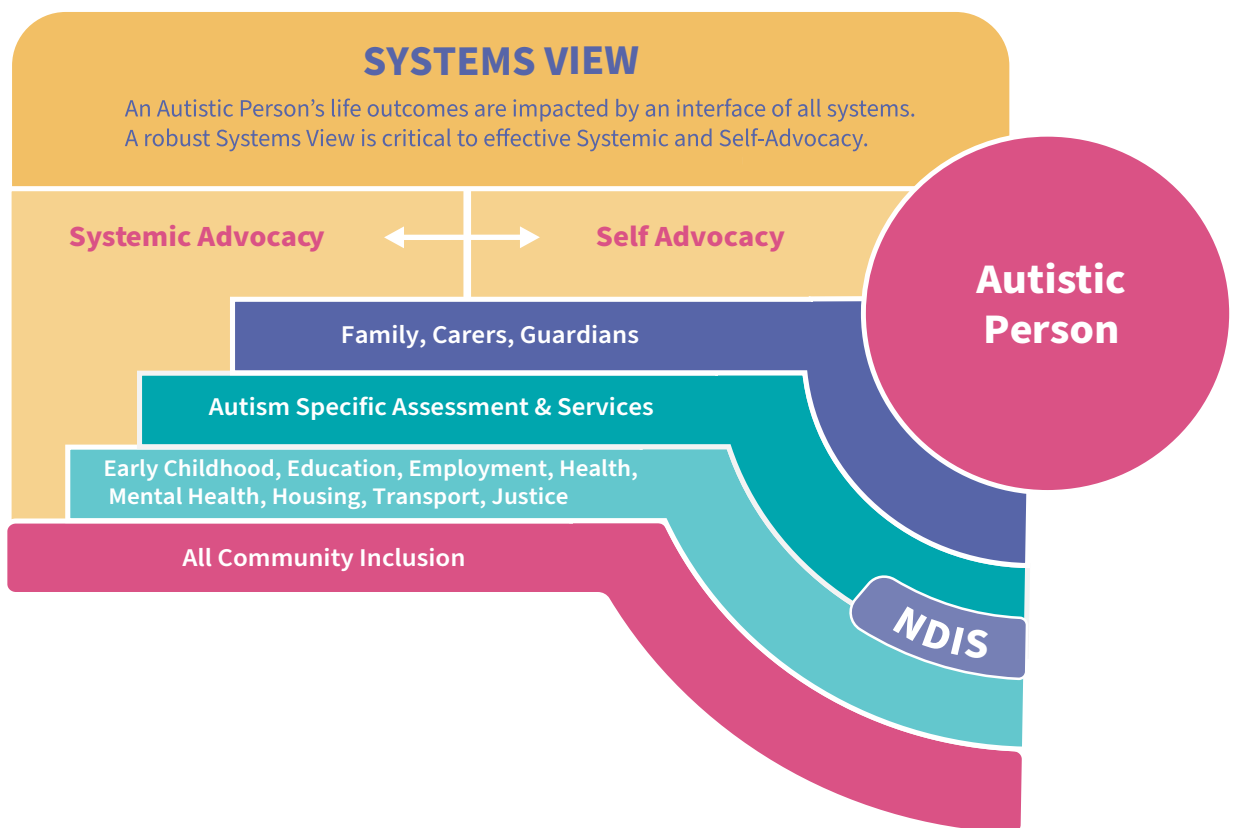 SYSTEMS VIEW
An Autistic Person’s life outcomes are impacted by an interface of all systems.
A robust Systems View is critical to effective Systemic and Self-Advocacy.
Systemic Advocacy
Self Advocacy
Autistic
Person
Family, Carers, Guardians
Autism Specific Assessment & Services
Early Childhood, Education, Employment, Health,
Mental Health, Housing, Transport, Justice
All Community Inclusion
NDIS